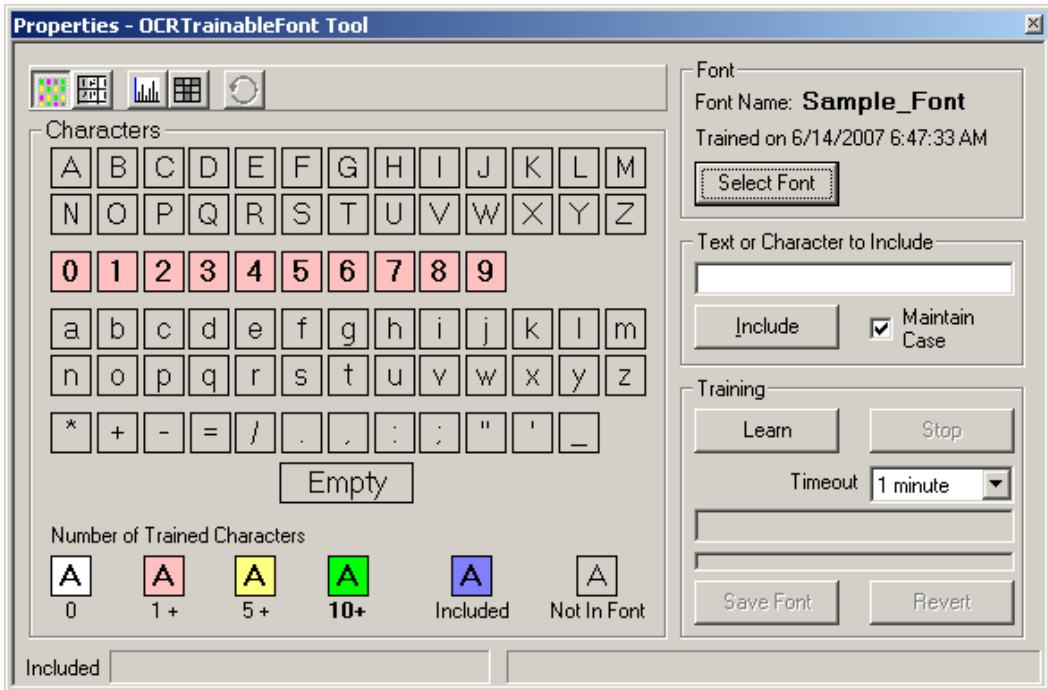 Properties - OCRTrainableFont Tool
Characters
A B C D E F G H I J K L M
N O P Q R S T U V W X Y Z
0 1 2 3 4 5 6 7 8 9
a b c d e f g h i j k l m
n o p q r s t u v w x y z
* + - = / . , : ; " ' _
Empty
Number of Trained Characters
A A A A A A
0 1 + 5 + 10+ Included Not In Font
Font
Font Name: Sample_Font
Trained on 6/14/2007 6:47:33 AM
Select Font
Text or Character to Include
Include
Maintain
Case
Training
Learn Stop
Timeout 1 minute
Save Font Revert
Included